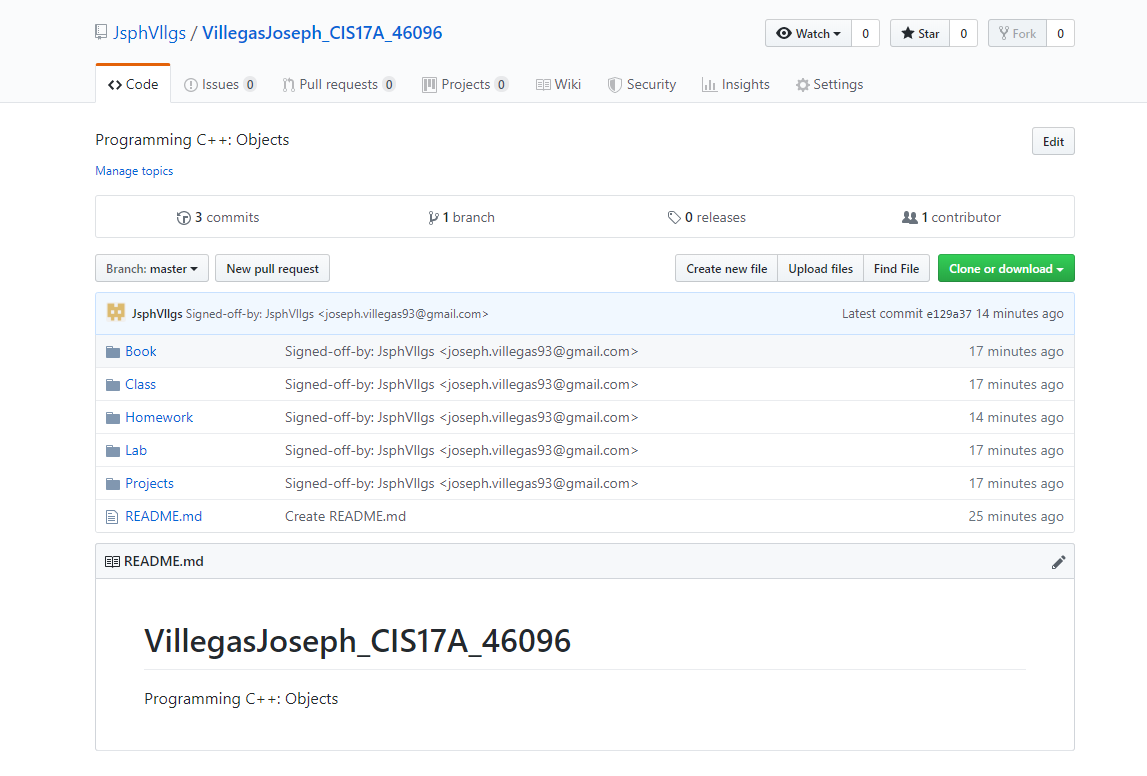 JsphVllgs / VillegasJoseph_CIS17A_46096 Watch 0 Star 0 Fork 0
Code Issues 0 Pull requests 0 Projects 0 Wiki Security Insights Settings
Programming C++: Objects Edit
Manage topics
3 commits 1 branch 0 releases 1 contributor
Branch: master New pull request Create new file Upload files Find File Clone or download
JsphVllgs Signed-off-by: JsphVllgs <joseph.villegas93@gmail.com> Latest commit e129a37 14 minutes ago
Book Signed-off-by: JsphVllgs <joseph.villegas93@gmail.com> 17 minutes ago
Class Signed-off-by: JsphVllgs <joseph.villegas93@gmail.com> 17 minutes ago
Homework Signed-off-by: JsphVllgs <joseph.villegas93@gmail.com> 14 minutes ago
Lab Signed-off-by: JsphVllgs <joseph.villegas93@gmail.com> 17 minutes ago
Projects Signed-off-by: JsphVllgs <joseph.villegas93@gmail.com> 17 minutes ago
README.md Create README.md 25 minutes ago
README.md
VillegasJoseph_CIS17A_46096
Programming C++: Objects